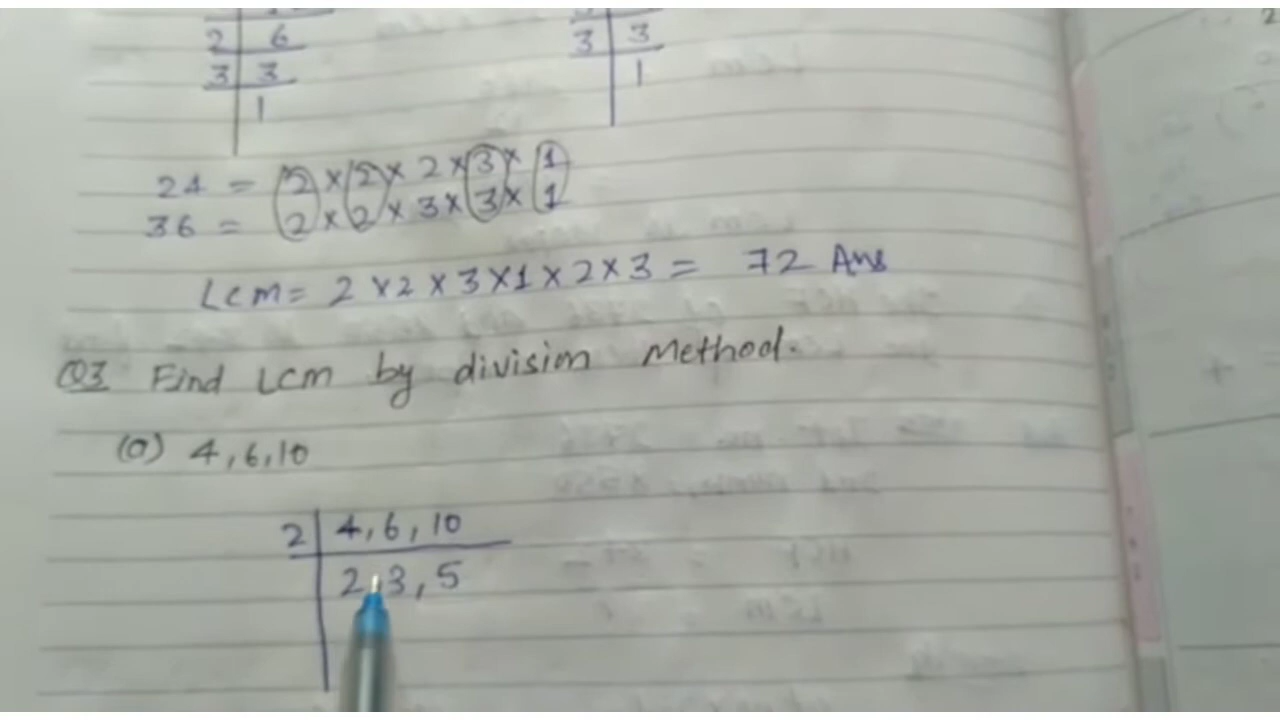 2 | 6
3 | 3
1
3 | 3
1
24 = 2 × 2 × 2 × 3 × 1
36 = 2 × 2 × 3 × 3 × 1
LCM = 2 × 2 × 3 × 1 × 2 × 3 = 72 Ans
Q3 Find LCM by division Method.
(a) 4, 6, 10
2 | 4, 6, 10
2, 3, 5